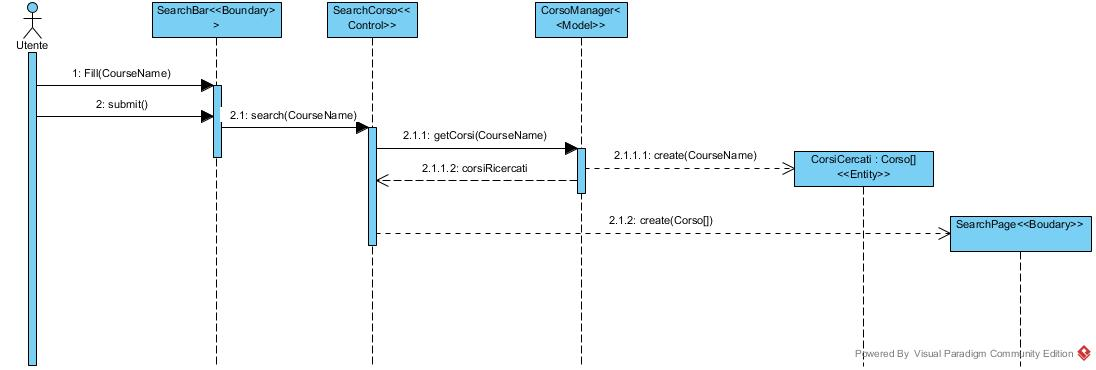 SearchBar<<Boundary>
>
SearchCorso<<
Control>>
CorsoManager<
<Model>>
Utente
1: Fill(CourseName)
2: submit()
2.1: search(CourseName)
2.1.1: getCorsi(CourseName)
2.1.1.1: create(CourseName)
CorsiCercati : Corso[]
<<Entity>>
2.1.1.2: corsiRicercati
2.1.2: create(Corso[])
SearchPage<<Boudary>>
Powered By Visual Paradigm Community Edition